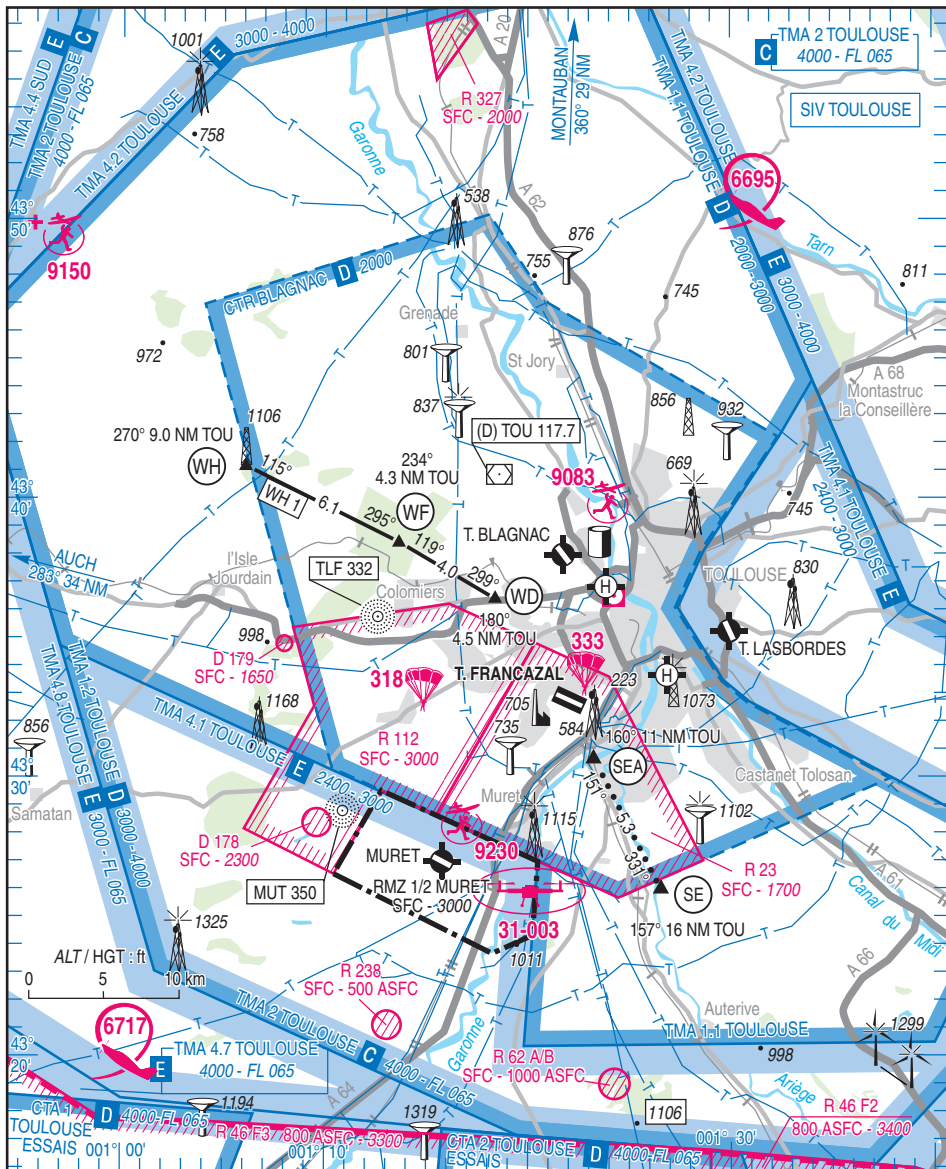 1001
3000 - 4000
E
TMA 4.4 SUD E
TMA 2 TOULOUSE C
4000 - FL 065
TMA 4.2 TOULOUSE
758
A 20
R 327
SFC - 2000
MONTAUBAN
360° 29 NM
TMA 4.2 TOULOUSE
TMA 1.1 TOULOUSE
C
TMA 2 TOULOUSE
4000 - FL 065
SIV TOULOUSE
Garonne
A 62
6695
D
2000-3000
E
3000 - 4000
Tarn
43°
50'
9150
538
876
755
745
811
CTR BLAGNAC D 2000
Grenade
972
801
St Jory
A 68
Montastruc
la Conseillère
837
856
932
(D) TOU 117.7
1106
270° 9.0 NM TOU
WH
115°
WH 1
6.1
234°
4.3 NM TOU
WF
295°
119°
4.0
299°
WD
180°
4.5 NM TOU
9083
669
745
TMA 4.1 TOULOUSE
2400 - 3000
E
43°
40'
T. BLAGNAC
AUCH
283° 34 NM
l'Isle
Jourdain
TLF 332
Colomiers
H
TOULOUSE
830
T. LASBORDES
998
D 179
SFC - 1650
318
333
T. FRANCAZAL
223
H
1073
705
584
735
1168
TMA 4.1 TOULOUSE E 2400 - 3000
R 112
SFC - 3000
160° 11 NM TOU
SEA
856
TMA 1.2 TOULOUSE D 3000 - 4000
TMA 4.8 TOULOUSE E 3000 - FL 065
43°
30'
Samatan
Castanet Tolosan
Muret
151°
5.3
331°
1115
1102
D 178
SFC - 2300
9230
MURET
R 23
SFC - 1700
MUT 350
RMZ 1/2 MURET
SFC - 3000
SE
157° 16 NM TOU
A 61
Canal du Midi
31-003
1325
1011
A 66
ALT / HGT : ft
0 5 10 km
R 238
SFC - 500 ASFC
Auterive
6717
TMA 2 TOULOUSE C 4000 - FL 065
TMA 1.1 TOULOUSE
1299
998
43°
20'
TMA 4.7 TOULOUSE
4000 - FL 065
E
Garonne
R 62 A/B
SFC - 1000 ASFC
Ariège
A 64
1194
1319
1106
CTA 1 D 4000-FL 065
TOULOUSE
ESSAIS
001° 00'
R 46 F3 800 ASFC - 3300
001° 10'
CTA 2 TOULOUSE D 4000 - FL 065
ESSAIS
001° 30'
R 46 F2
800 ASFC - 3400